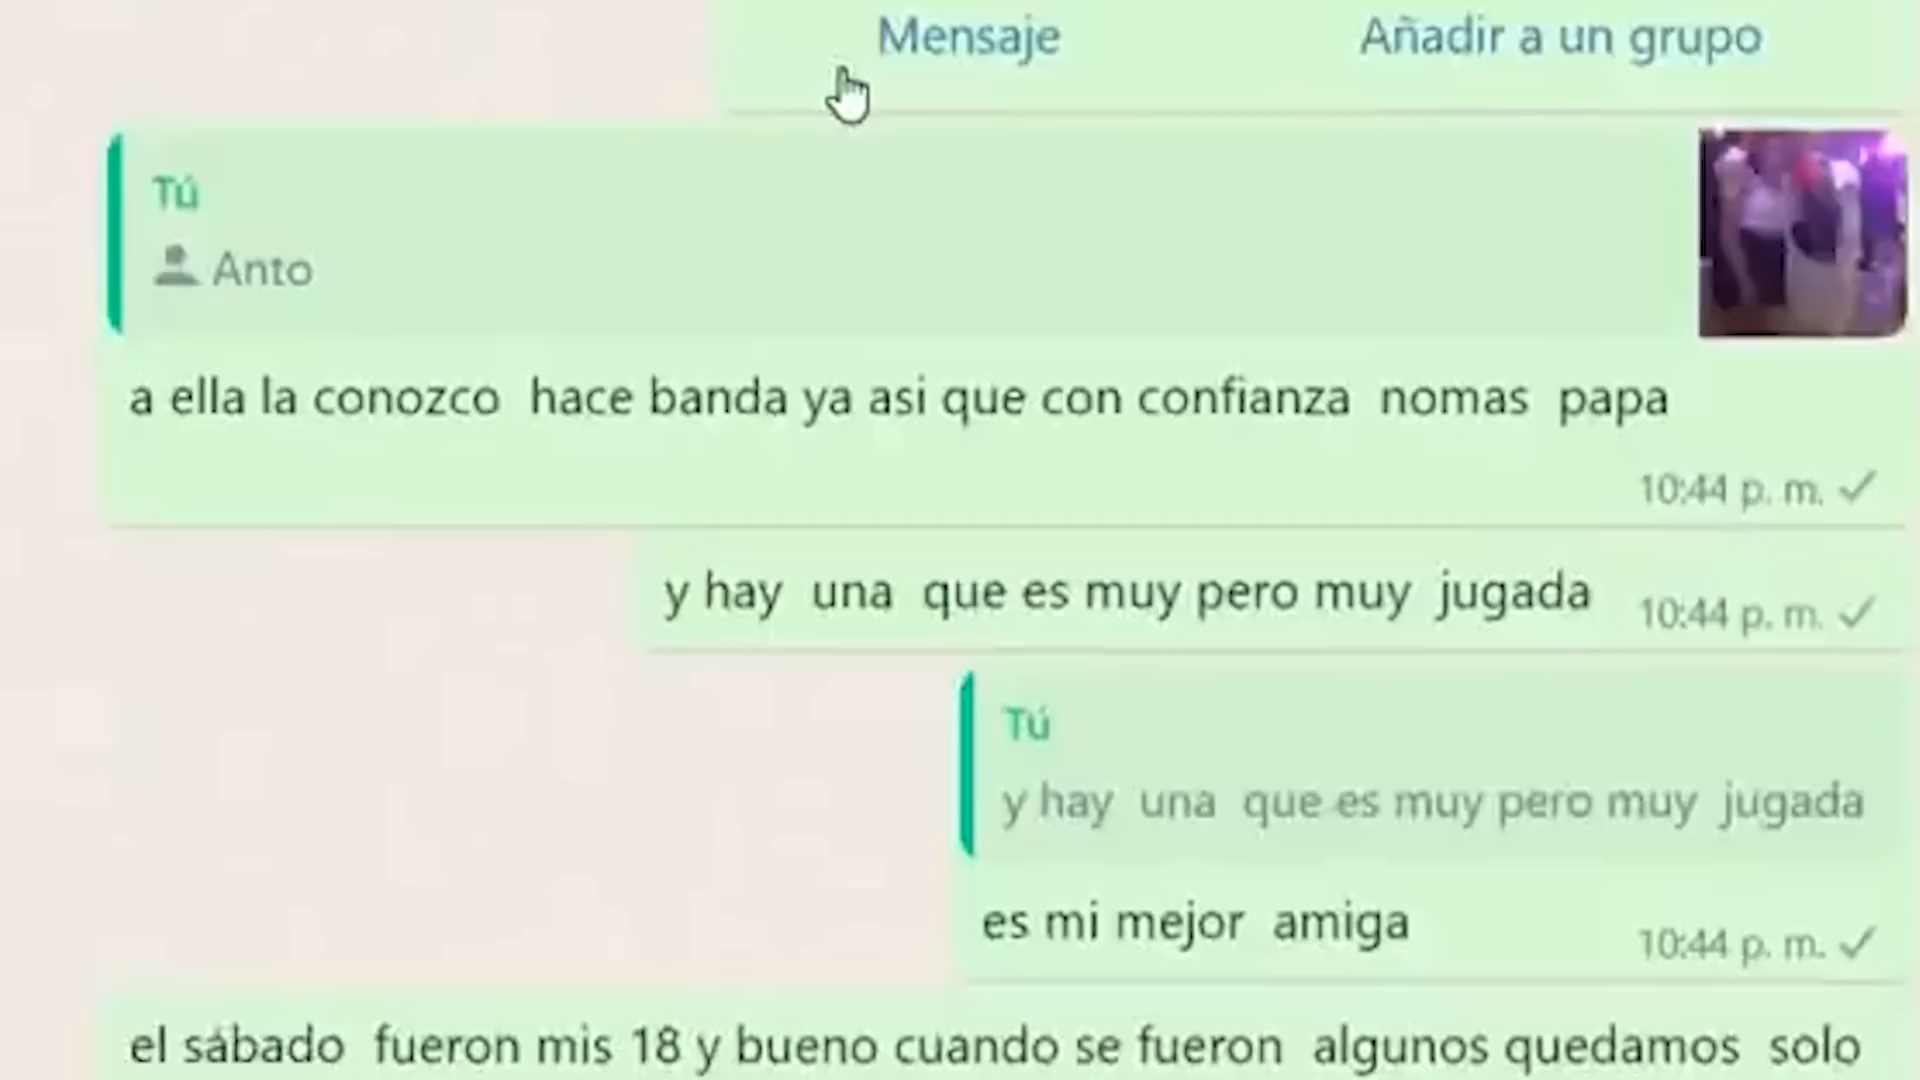 Mensaje Añadir a un grupo
Tú
Anto
a ella la conozco hace banda ya asi que con confianza nomas papa
10:44 p. m.
y hay una que es muy pero muy jugada 10:44 p. m.
Tú
y hay una que es muy pero muy jugada
es mi mejor amiga 10:44 p. m.
el sábado fueron mis 18 y bueno cuando se fueron algunos quedamos solo